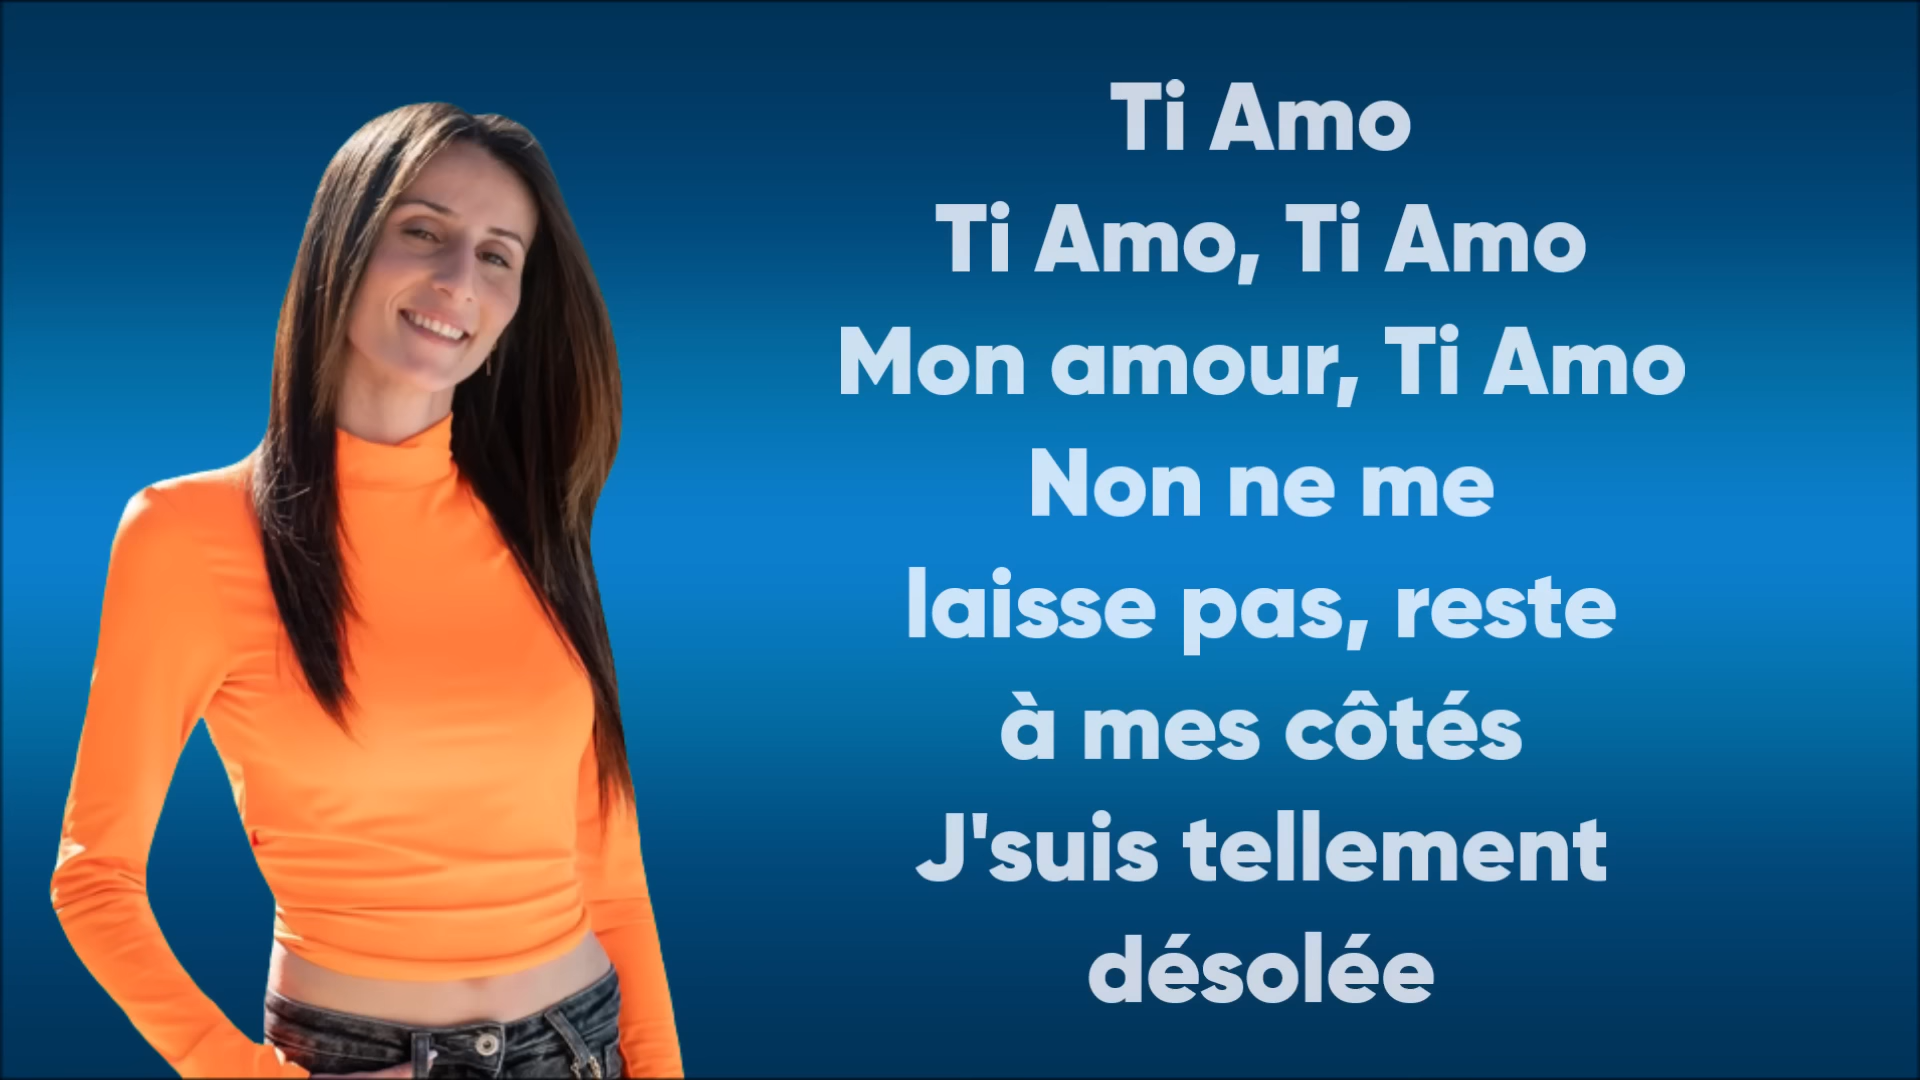 Ti Amo
Ti Amo, Ti Amo
Mon amour, Ti Amo
Non ne me
laisse pas, reste
à mes côtés
J'suis tellement
désolée